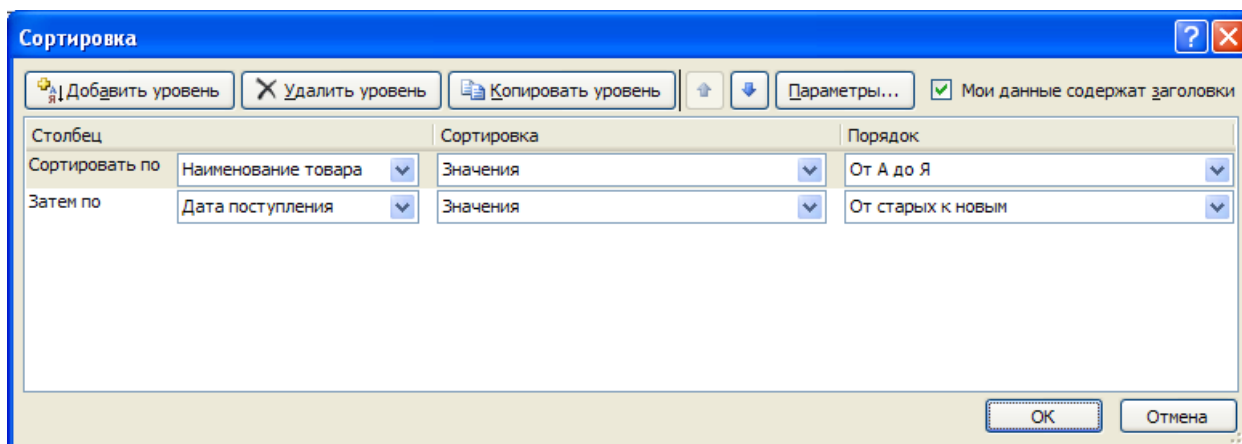 Сортировка
Добавить уровень Удалить уровень Копировать уровень Параметры... Мои данные содержат заголовки
Столбец Сортировка Порядок
Сортировать по Наименование товара Значения От А до Я
Затем по Дата поступления Значения От старых к новым
ОК Отмена